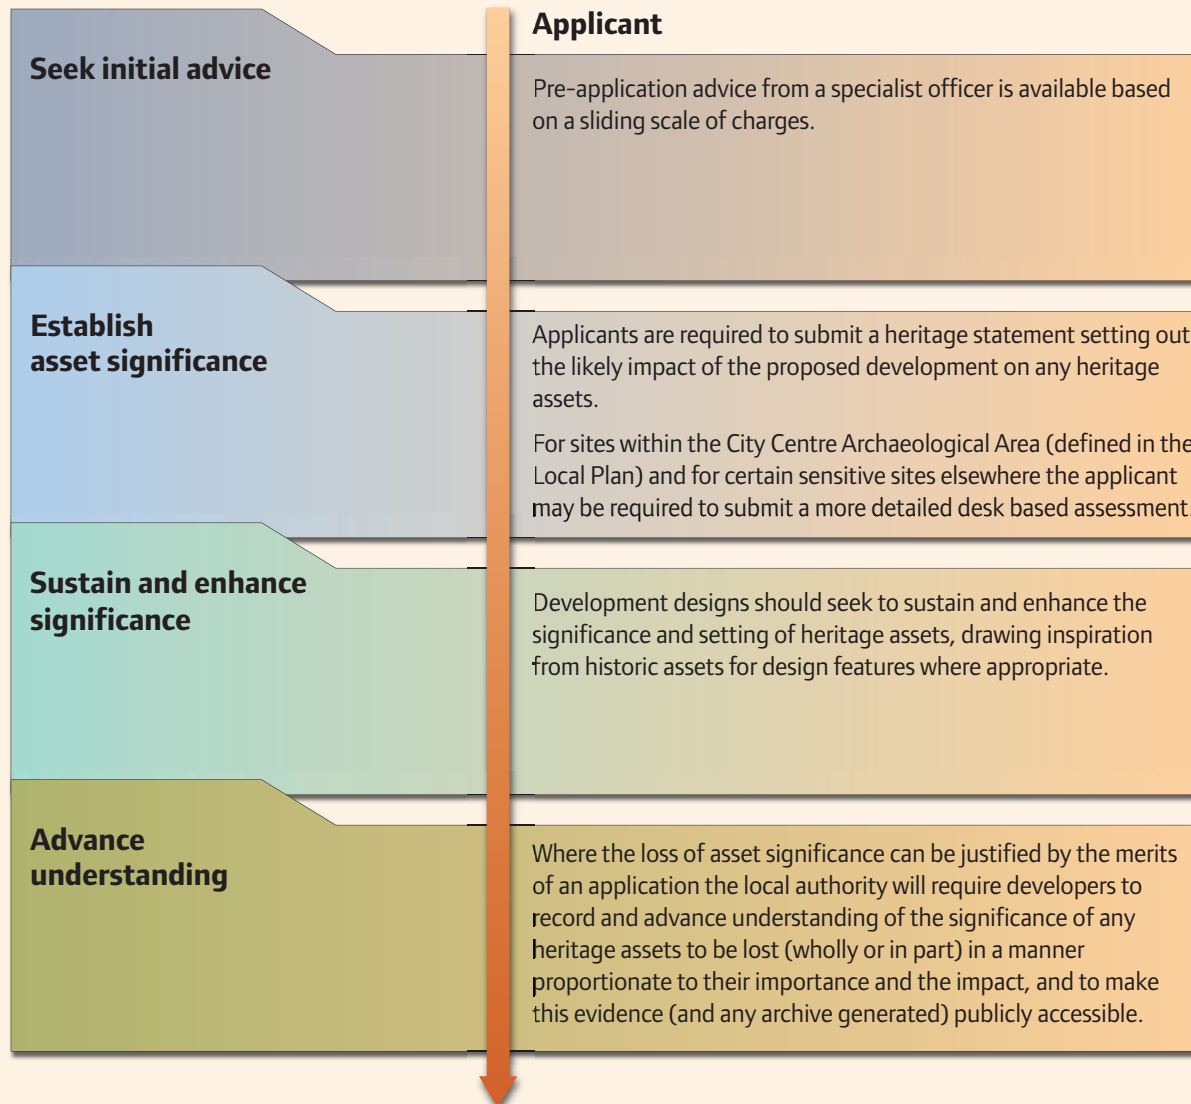 Applicant
Seek initial advice
Pre-application advice from a specialist officer is available based
on a sliding scale of charges.
Establish
asset significance
Applicants are required to submit a heritage statement setting out
the likely impact of the proposed development on any heritage
assets.
For sites within the City Centre Archaeological Area (defined in the
Local Plan) and for certain sensitive sites elsewhere the applicant
may be required to submit a more detailed desk based assessment.
Sustain and enhance
significance
Development designs should seek to sustain and enhance the
significance and setting of heritage assets, drawing inspiration
from historic assets for design features where appropriate.
Advance
understanding
Where the loss of asset significance can be justified by the merits
of an application the local authority will require developers to
record and advance understanding of the significance of any
heritage assets to be lost (wholly or in part) in a manner
proportionate to their importance and the impact, and to make
this evidence (and any archive generated) publicly accessible.